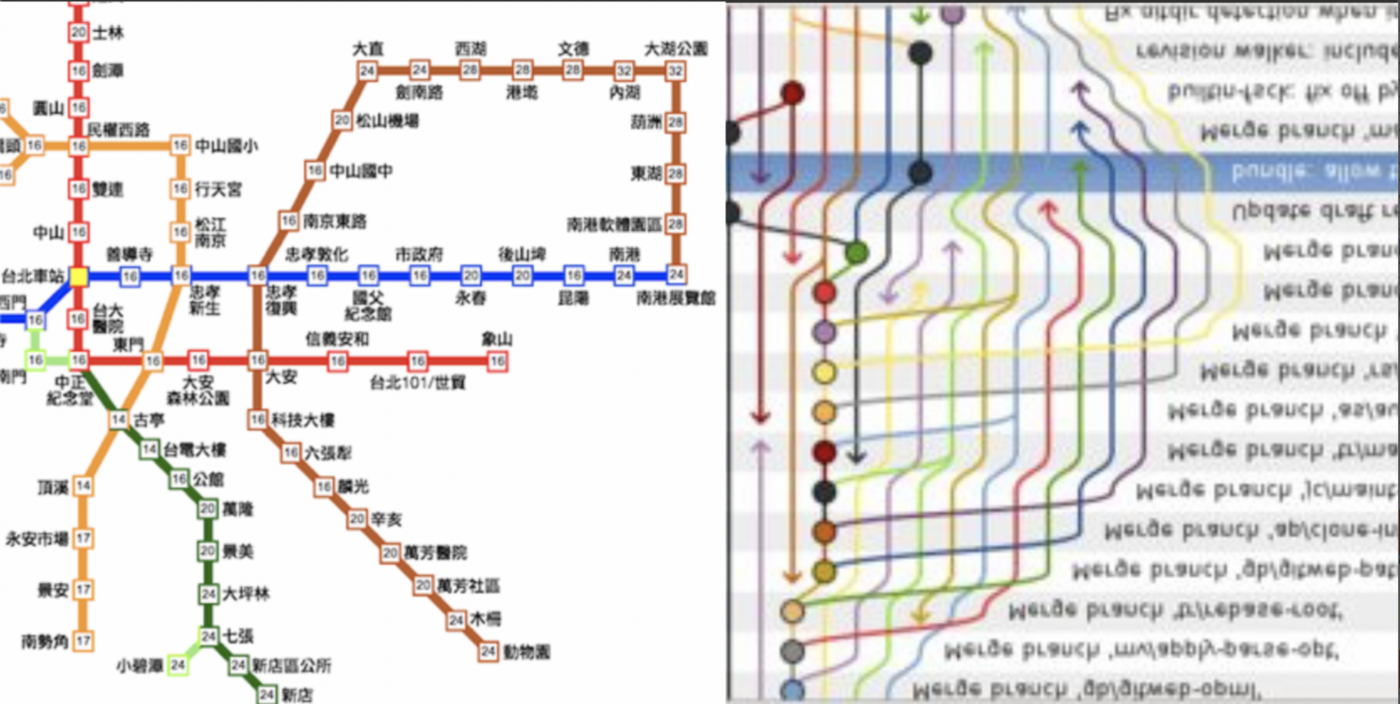 20 士林
16 劍潭
圓山 16
民權西路
16 16 16 中山國小
16
雙連 16
16 行天宮
中山 16
16 松江
南京
台北車站
善導寺
16 16
忠孝
新生
西門
16
16 台大
醫院
東門
16 16 16 16
南門
中正
紀念堂
大安
森林公園
14 古亭
14 台電大樓
16 公館
20 萬隆
20 景美
24 大坪林
24 七張
小碧潭 24
24 新店區公所
24 新店
頂溪 14
永安市場 17
景安 17
南勢角 17
大直 西湖 文德 大湖公園
24 24 28 28 28 32 32
劍南路 港墘 內湖
20 松山機場
16 中山國中
16 南京東路
葫洲 28
東湖 28
南港軟體園區 28
忠孝敦化 市政府 後山埤 南港
16 16 16 20 20 20 16 24 24
忠孝
復興
國父
紀念館
永春 昆陽 南港展覽館
信義安和 象山
16 16 16 16
大安 台北101/世貿
16 科技大樓
16 六張犁
16 麟光
20 辛亥
20 萬芳醫院
20 萬芳社區
24 木柵
24 動物園
Fix gitdir detection when i
revision walker: include
builtin-fsck: fix off by
Merge branch 'm
bundle: allow t
Update draft re
Merge bran
Merge bran
Merge branch '
Merge branch 'rs/
Merge branch 'as/au
Merge branch 'tr/ma
Merge branch 'jc/maint
Merge branch 'ap/clone-in
Merge branch 'gb/gitweb-pat
Merge branch 'tr/rebase-root'
Merge branch 'mv/apply-parse-opt'
Merge branch 'gb/gitweb-opml'